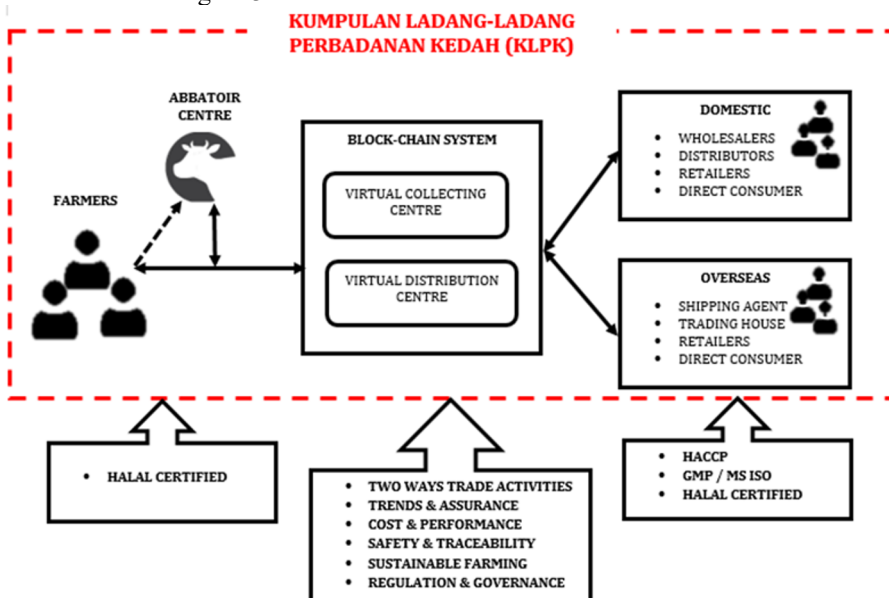 KUMPULAN LADANG-LADANG
PERBADANAN KEDAH (KLPK)
ABBATOIR
CENTRE
FARMERS
BLOCK-CHAIN SYSTEM
VIRTUAL COLLECTING
CENTRE
VIRTUAL DISTRIBUTION
CENTRE
DOMESTIC
• WHOLESALERS
• DISTRIBUTORS
• RETAILERS
• DIRECT CONSUMER
OVERSEAS
• SHIPPING AGENT
• TRADING HOUSE
• RETAILERS
• DIRECT CONSUMER
• HALAL CERTIFIED
• TWO WAYS TRADE ACTIVITIES
• TRENDS & ASSURANCE
• COST & PERFORMANCE
• SAFETY & TRACEABILITY
• SUSTAINABLE FARMING
• REGULATION & GOVERNANCE
• HACCP
• GMP / MS ISO
• HALAL CERTIFIED